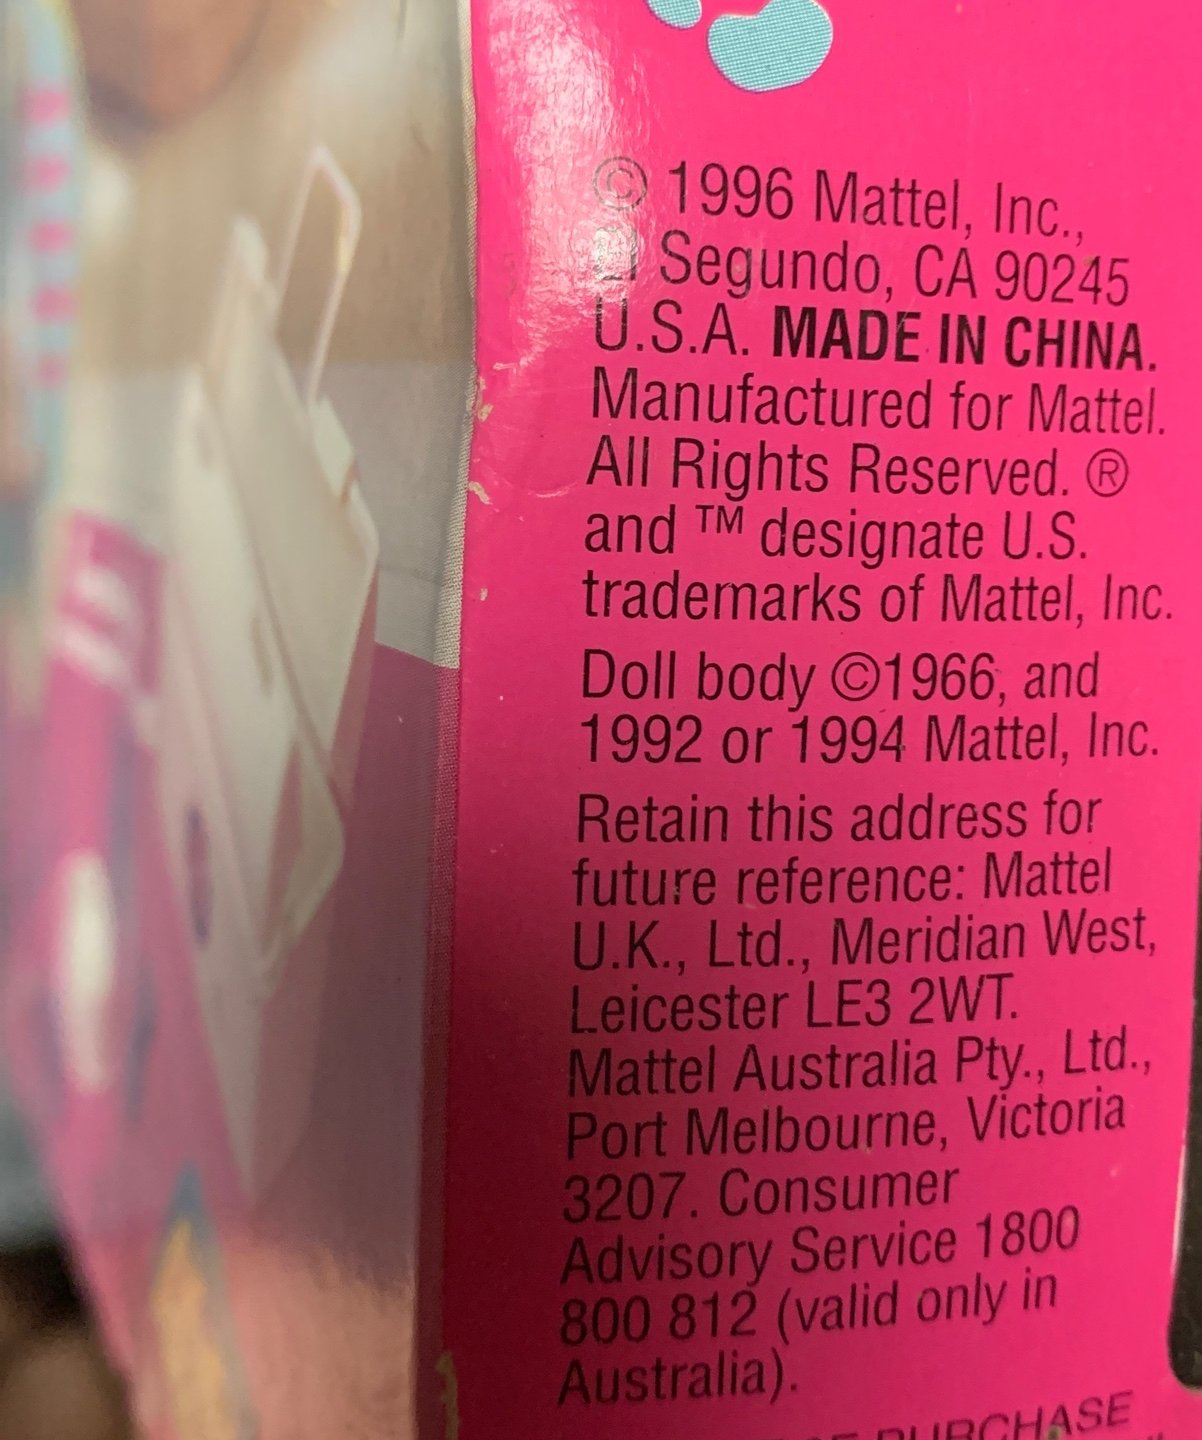 © 1996 Mattel, Inc.,
El Segundo, CA 90245
U.S.A. MADE IN CHINA.
Manufactured for Mattel.
All Rights Reserved. ®
and ™ designate U.S.
trademarks of Mattel, Inc.
Doll body ©1966, and
1992 or 1994 Mattel, Inc.
Retain this address for
future reference: Mattel
U.K., Ltd., Meridian West,
Leicester LE3 2WT.
Mattel Australia Pty., Ltd.,
Port Melbourne, Victoria
3207. Consumer
Advisory Service 1800
800 812 (valid only in
Australia).
PURCHASE